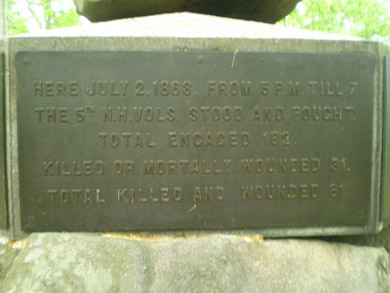 HERE JULY 2. 1863. FROM 5 P.M. TILL 7
THE 5TH N.H. VOLS. STOOD AND FOUGHT.
TOTAL ENGAGED 182.
KILLED OR MORTALLY WOUNDED 31.
TOTAL KILLED AND WOUNDED 81.